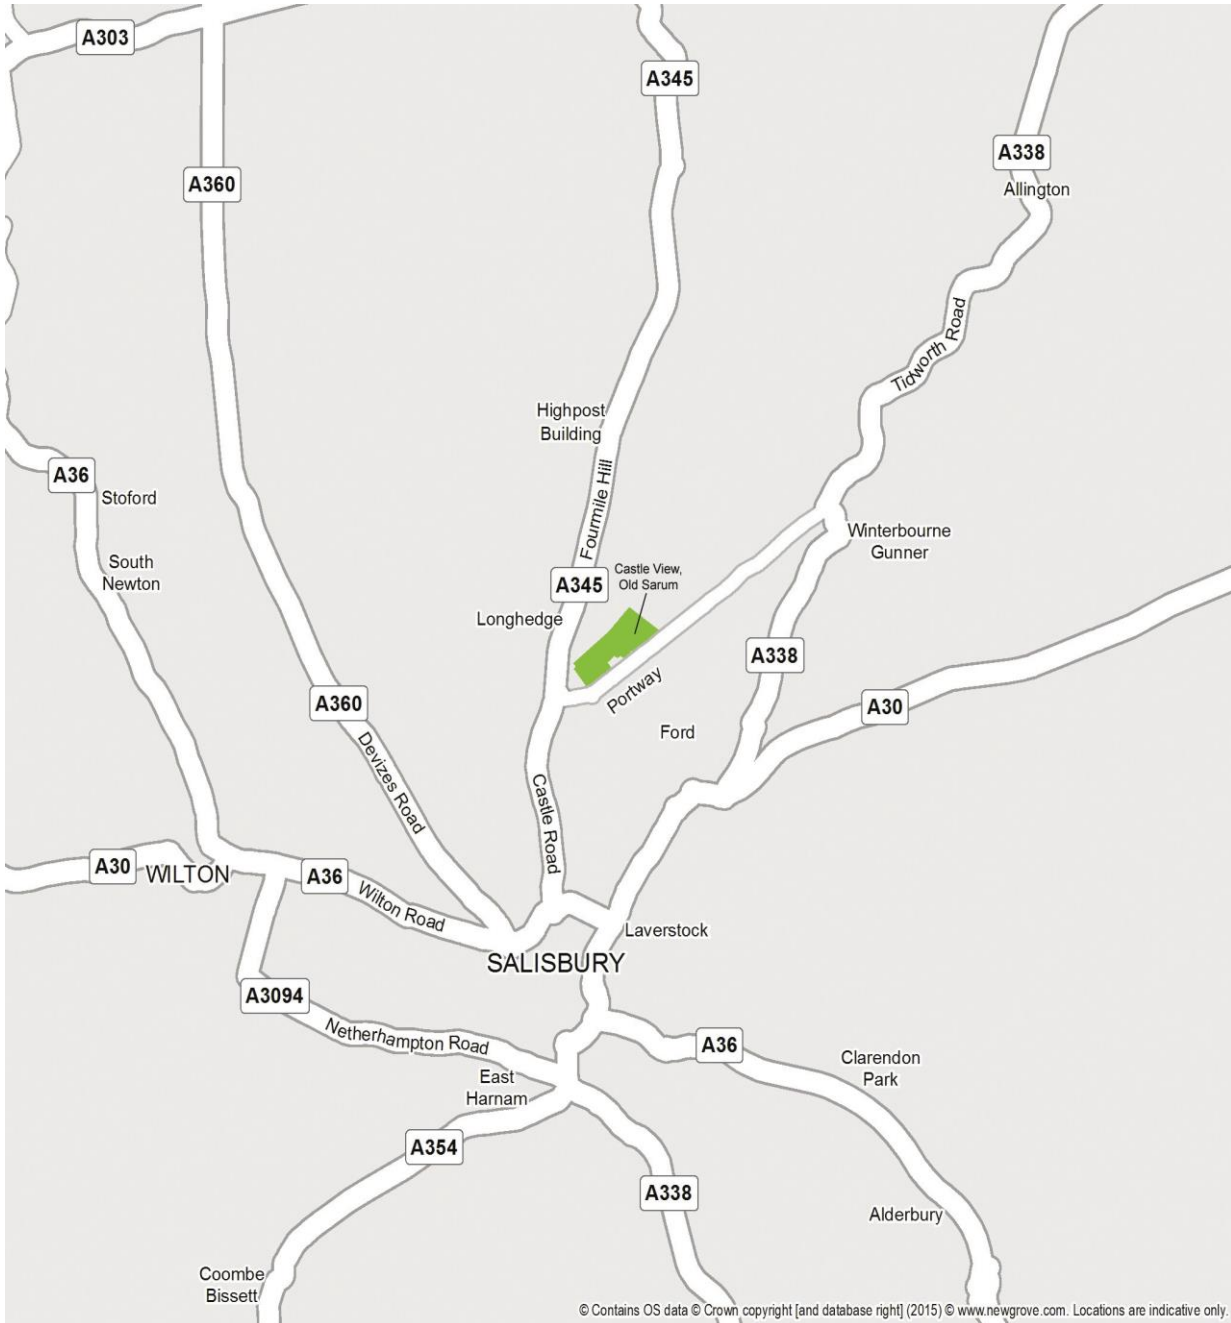 A303
A345
A338
A360
Allington
Tidworth Road
Highpost
Building
A36
Stoford
Fourmile Hill
Winterbourne
Gunner
South
Newton
Castle View,
Old Sarum
A345
Longhedge
A338
Portway
A360
A30
Ford
Devizes Road
Castle Road
A30
WILTON
A36
Wilton Road
Laverstock
SALISBURY
A3094
Netherhampton Road
A36
Clarendon
Park
East
Harnam
A354
A338
Alderbury
Coombe
Bissett
© Contains OS data © Crown copyright [and database right] (2015) © www.newgrove.com. Locations are indicative only.